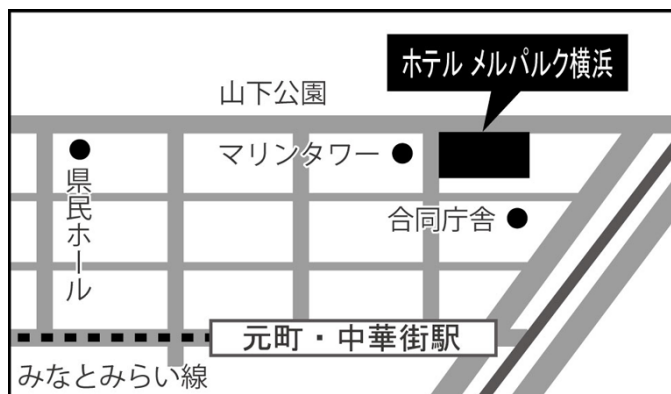 ホテル メルパルク横浜
山下公園
マリンタワー
県民ホール
合同庁舎
元町・中華街駅
みなとみらい線